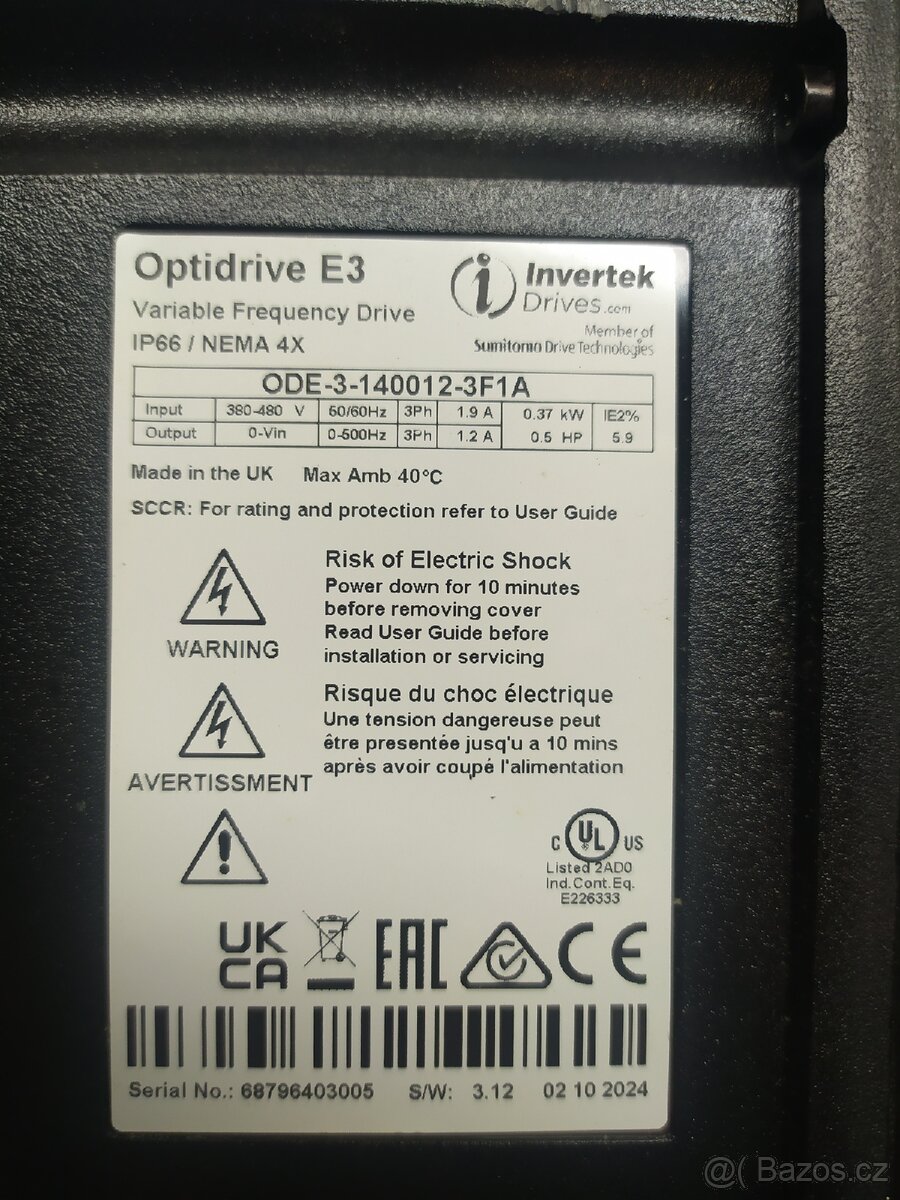 Optidrive E3
Variable Frequency Drive
IP66 / NEMA 4X
i Invertek
Drives.com
Member of
Sumitomo Drive Technologies
ODE-3-140012-3F1A
Input 380-480 V 50/60Hz 3Ph 1.9 A 0.37 kW IE2%
Output 0-Vin 0-500Hz 3Ph 1.2 A 0.5 HP 5.9
Made in the UK Max Amb 40°C
SCCR: For rating and protection refer to User Guide
Risk of Electric Shock
Power down for 10 minutes
before removing cover
Read User Guide before
installation or servicing
WARNING
Risque du choc électrique
Une tension dangereuse peut
être presentée jusqu'u a 10 mins
après avoir coupé l'alimentation
AVERTISSMENT
C UL US
Listed 2AD0
Ind.Cont.Eq.
E226333
UK
CA
EAC
CE
Serial No.: 68796403005 S/W: 3.12 02 10 2024
@( Bazos.cz